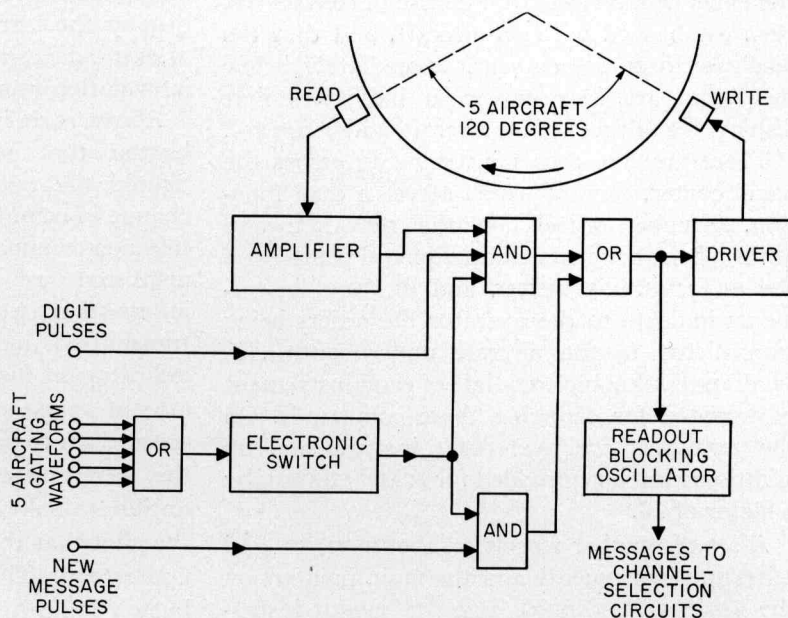 READ
WRITE
5 AIRCRAFT
120 DEGREES
AMPLIFIER
AND
OR
DRIVER
DIGIT
PULSES
5 AIRCRAFT
GATING
WAVEFORMS
OR
ELECTRONIC
SWITCH
READOUT
BLOCKING
OSCILLATOR
AND
NEW
MESSAGE
PULSES
MESSAGES TO
CHANNEL-
SELECTION
CIRCUITS